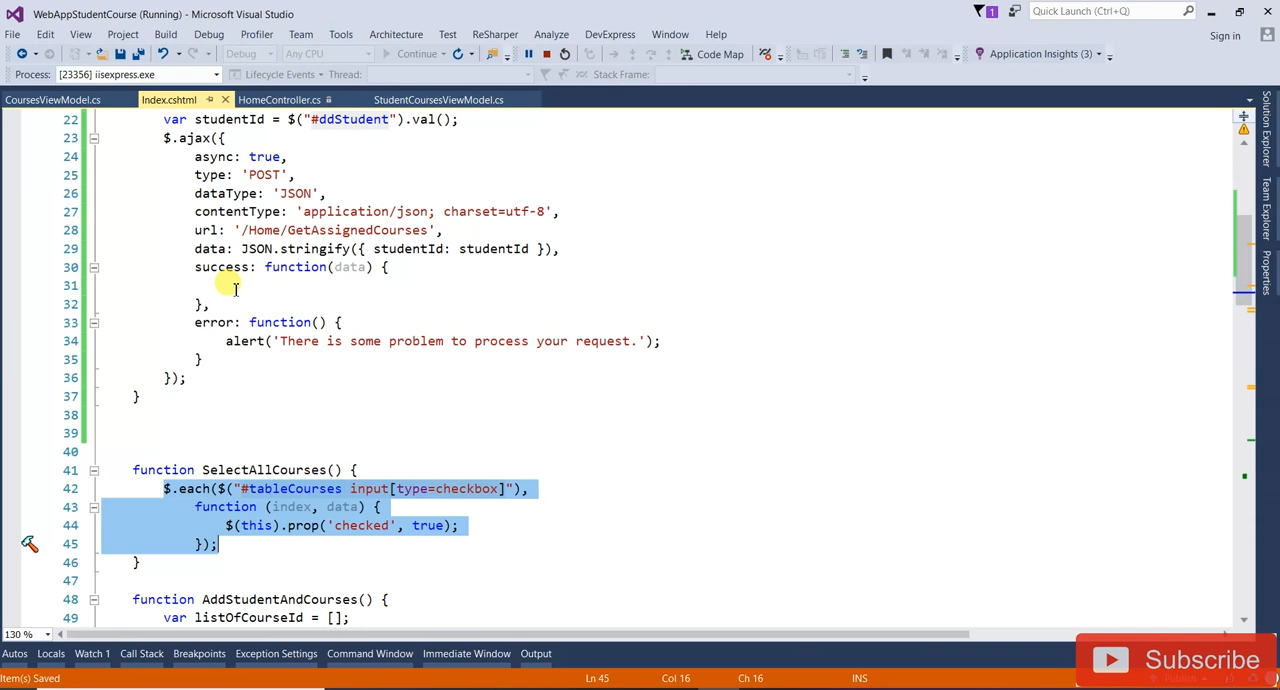 WebAppStudentCourse (Running) - Microsoft Visual Studio
1
Quick Launch (Ctrl+Q)
File Edit View Project Build Debug Profiler Team Tools Architecture Test ReSharper Analyze DevExpress Window Help
Sign in
Debug Any CPU Continue Code Map Application Insights (3)
Process: [23356] iisexpress.exe Lifecycle Events Thread: Stack Frame:
CoursesViewModel.cs Index.cshtml HomeController.cs StudentCoursesViewModel.cs
22 var studentId = $("#ddStudent").val();
23 $.ajax({
24 async: true,
25 type: 'POST',
26 dataType: 'JSON',
27 contentType: 'application/json; charset=utf-8',
28 url: '/Home/GetAssignedCourses',
29 data: JSON.stringify({ studentId: studentId }),
30 success: function(data) {
31
32 },
33 error: function() {
34 alert('There is some problem to process your request.');
35 }
36 });
37 }
38
39
40
41 function SelectAllCourses() {
42 $.each($("#tableCourses input[type=checkbox]"),
43 function (index, data) {
44 $(this).prop('checked', true);
45 });
46 }
47
48 function AddStudentAndCourses() {
49 var listOfCourseId = [];
Solution Explorer
Team Explorer
Properties
130 %
Autos Locals Watch 1 Call Stack Breakpoints Exception Settings Command Window Immediate Window Output
Subscribe
Item(s) Saved Ln 45 Col 16 Ch 16 INS Publish